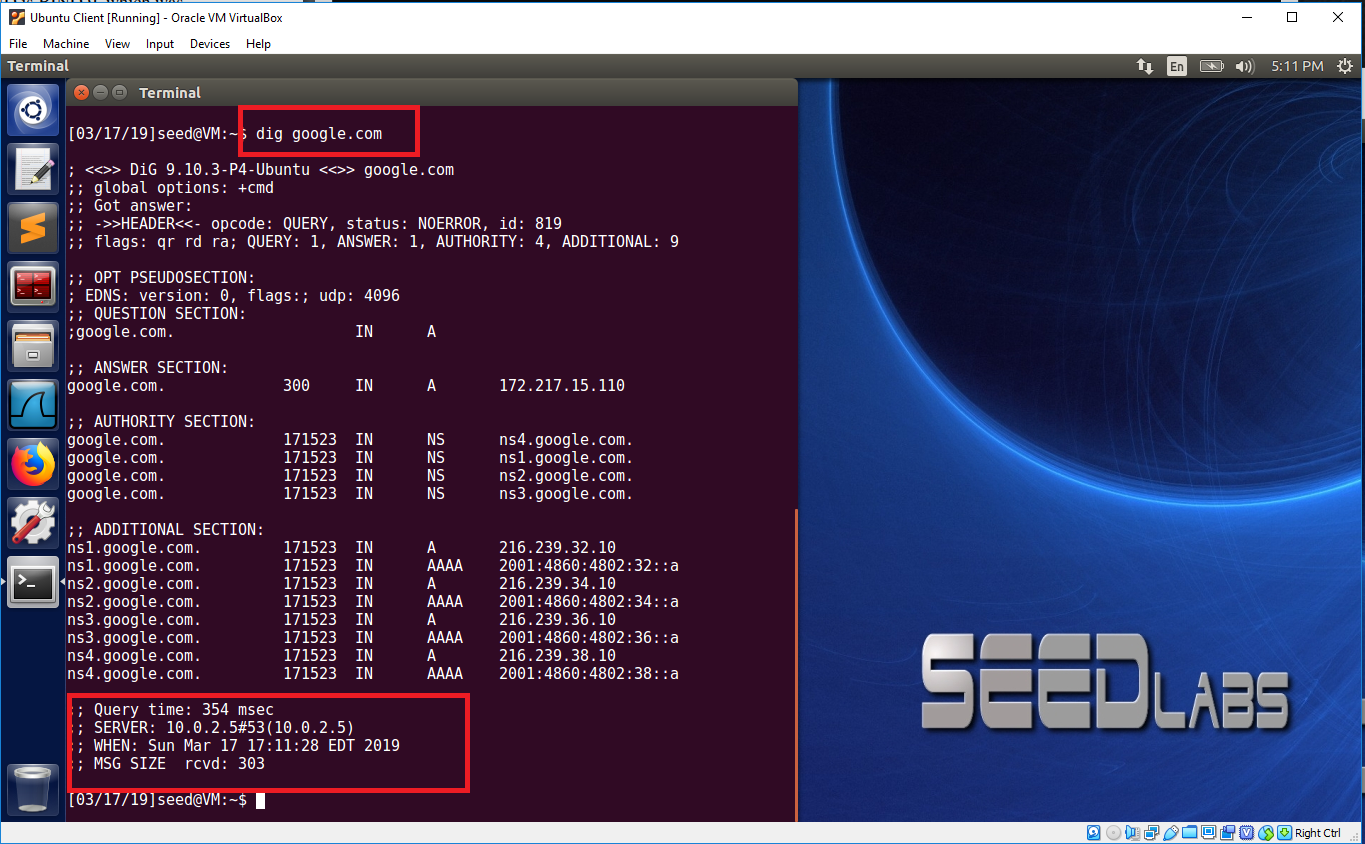 Ubuntu Client [Running] - Oracle VM VirtualBox
File Machine View Input Devices Help
Terminal En 5:11 PM
Terminal
[03/17/19]seed@VM:~$ dig google.com
; <<>> DiG 9.10.3-P4-Ubuntu <<>> google.com
;; global options: +cmd
;; Got answer:
;; ->>HEADER<<- opcode: QUERY, status: NOERROR, id: 819
;; flags: qr rd ra; QUERY: 1, ANSWER: 1, AUTHORITY: 4, ADDITIONAL: 9
;; OPT PSEUDOSECTION:
; EDNS: version: 0, flags:; udp: 4096
;; QUESTION SECTION:
;google.com. IN A
;; ANSWER SECTION:
google.com. 300 IN A 172.217.15.110
;; AUTHORITY SECTION:
google.com. 171523 IN NS ns4.google.com.
google.com. 171523 IN NS ns1.google.com.
google.com. 171523 IN NS ns2.google.com.
google.com. 171523 IN NS ns3.google.com.
;; ADDITIONAL SECTION:
ns1.google.com. 171523 IN A 216.239.32.10
ns1.google.com. 171523 IN AAAA 2001:4860:4802:32::a
ns2.google.com. 171523 IN A 216.239.34.10
ns2.google.com. 171523 IN AAAA 2001:4860:4802:34::a
ns3.google.com. 171523 IN A 216.239.36.10
ns3.google.com. 171523 IN AAAA 2001:4860:4802:36::a
ns4.google.com. 171523 IN A 216.239.38.10
ns4.google.com. 171523 IN AAAA 2001:4860:4802:38::a
;; Query time: 354 msec
;; SERVER: 10.0.2.5#53(10.0.2.5)
;; WHEN: Sun Mar 17 17:11:28 EDT 2019
;; MSG SIZE rcvd: 303
[03/17/19]seed@VM:~$
SEED LABS
Right Ctrl